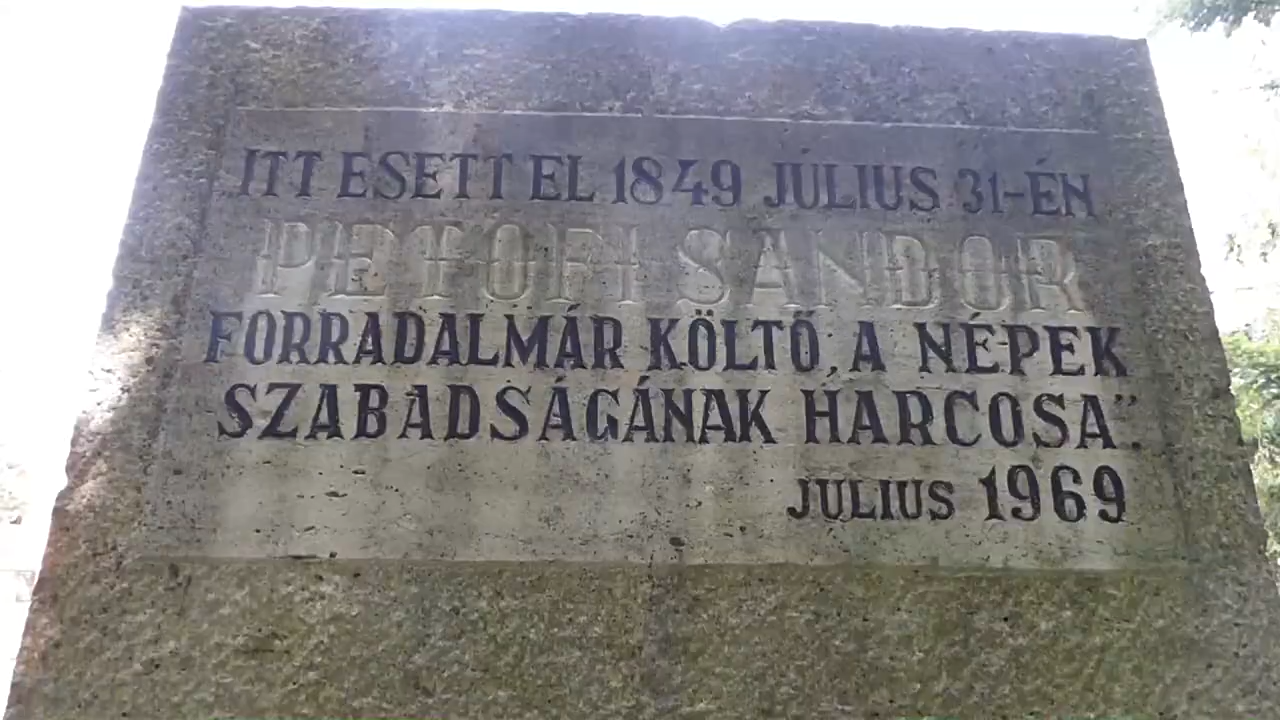 „ITT ESETT EL 1849 JÚLIUS 31-ÉN
PETŐFI SÁNDOR
FORRADALMÁR KÖLTŐ, A NÉPEK
SZABADSÁGÁNAK HARCOSA".
JULIUS 1969